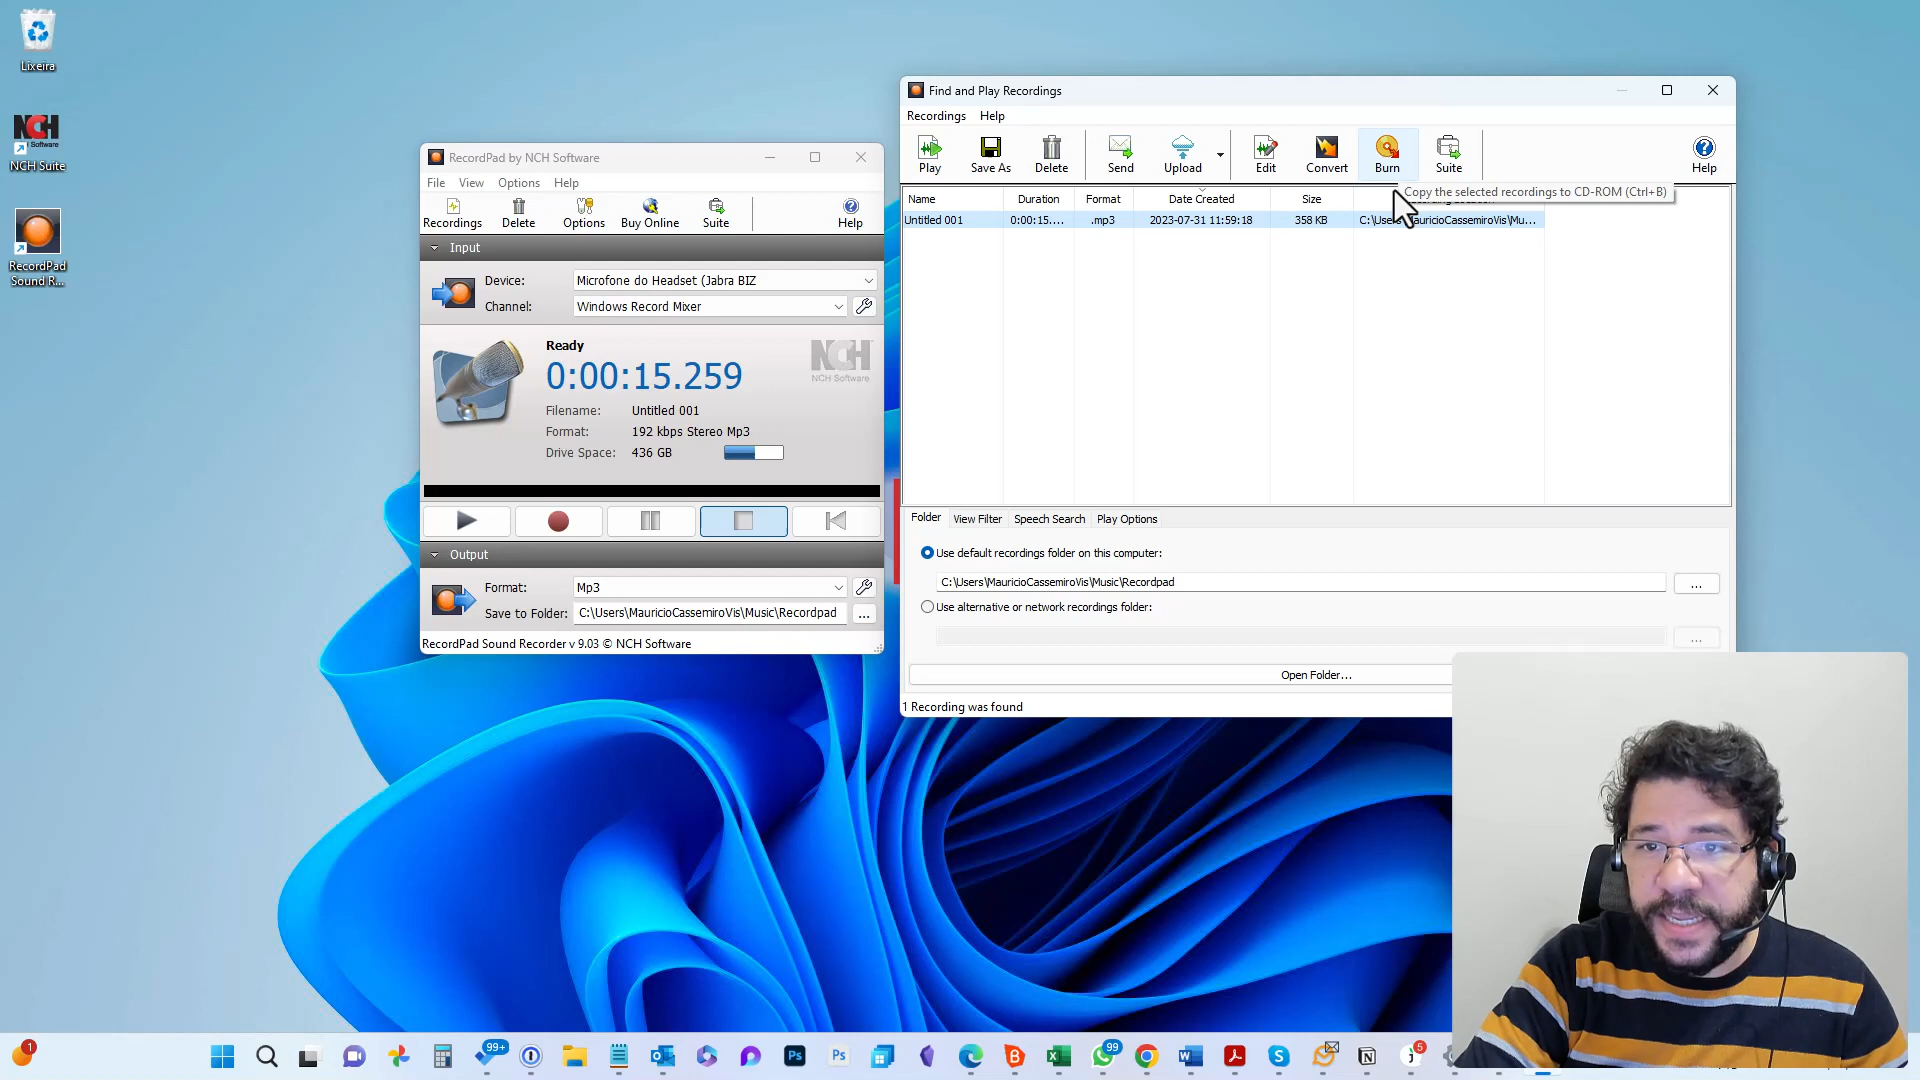 Lixeira
NCH Suite
RecordPad
Sound R...
RecordPad by NCH Software
File View Options Help
Recordings Delete Options Buy Online Suite Help
Input
Device: Microfone do Headset (Jabra BIZ
Channel: Windows Record Mixer
Ready
0:00:15.259
NCH
NCH Software
Filename: Untitled 001
Format: 192 kbps Stereo Mp3
Drive Space: 436 GB
Output
Format: Mp3
Save to Folder: C:\Users\MauricioCassemiroVis\Music\Recordpad ...
RecordPad Sound Recorder v 9.03 © NCH Software
Find and Play Recordings
Recordings Help
Play Save As Delete Send Upload Edit Convert Burn Suite Help
Copy the selected recordings to CD-ROM (Ctrl+B)
Name Duration Format Date Created Size
Untitled 001 0:00:15.... .mp3 2023-07-31 11:59:18 358 KB C:\Users\MauricioCassemiroVis\Mu...
Folder View Filter Speech Search Play Options
Use default recordings folder on this computer:
C:\Users\MauricioCassemiroVis\Music\Recordpad ...
Use alternative or network recordings folder:
...
Open Folder...
1 Recording was found
1 99+ Ps Ps 99 5